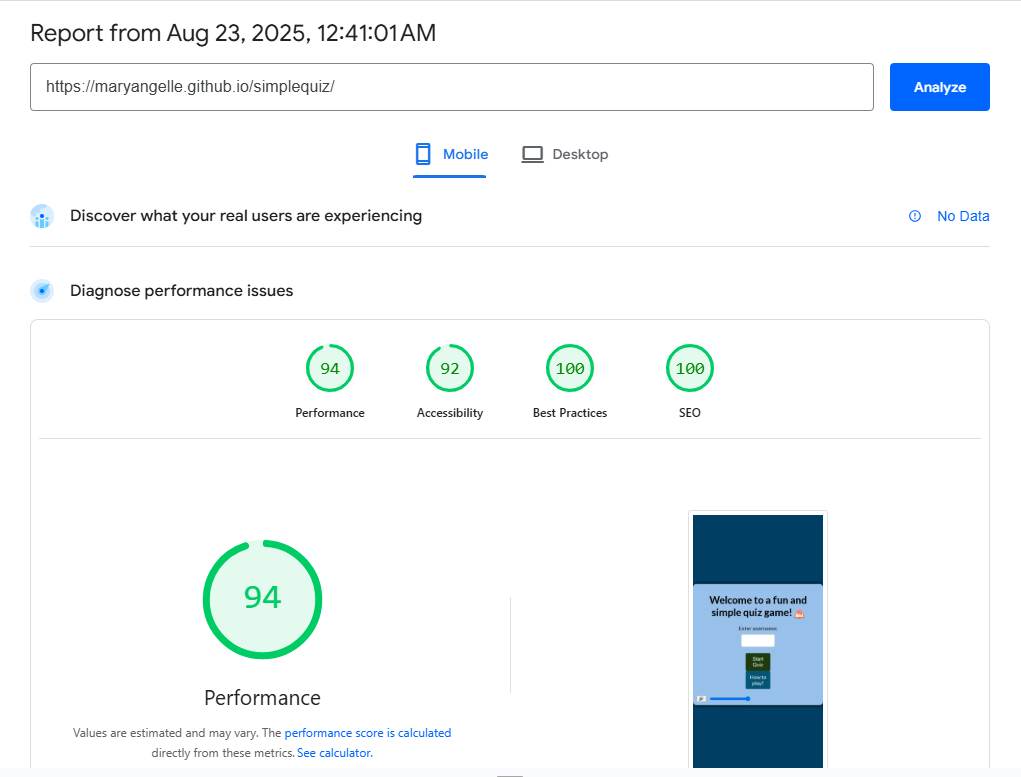 Report from Aug 23, 2025, 12:41:01 AM
https://maryangelle.github.io/simplequiz/
Analyze
Mobile
Desktop
Discover what your real users are experiencing
No Data
Diagnose performance issues
94
92
100
100
Performance
Accessibility
Best Practices
SEO
94
Performance
Values are estimated and may vary. The performance score is calculated
directly from these metrics. See calculator.
Welcome to a fun and
simple quiz game!
Enter username:
Start
Quiz
How to
play?